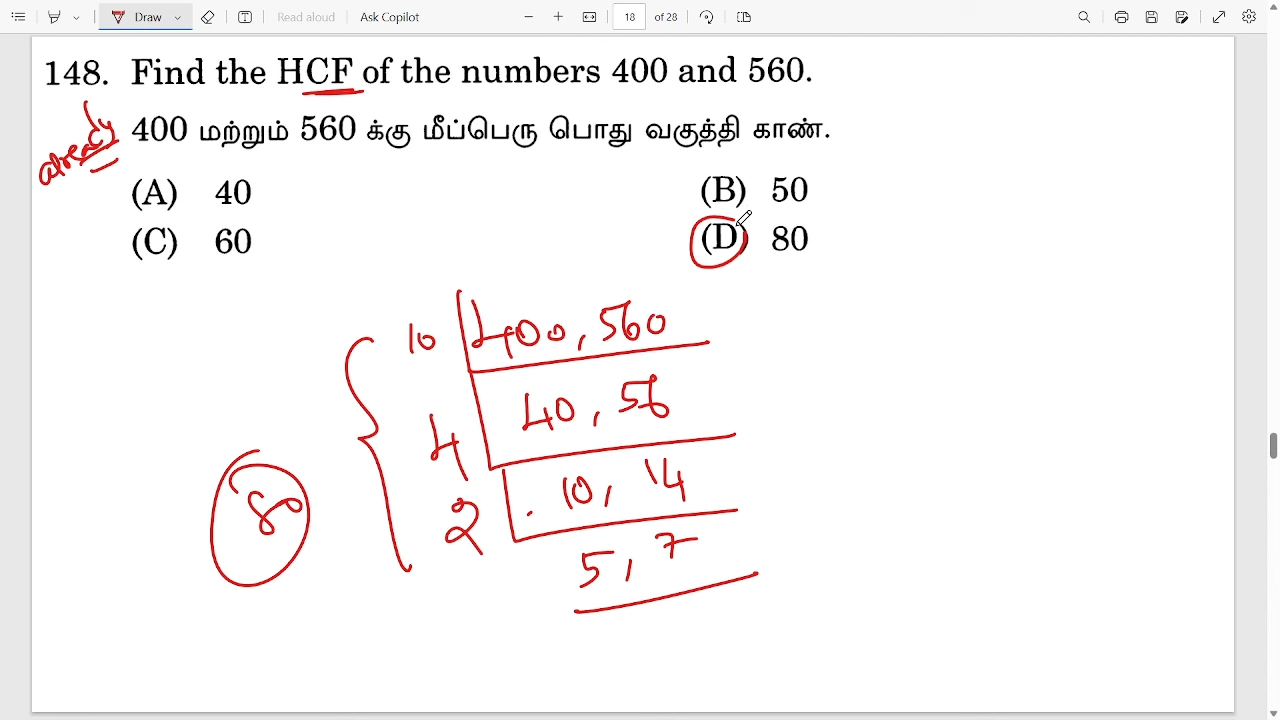 Draw
Read aloud
Ask Copilot
18 of 28
148. Find the HCF of the numbers 400 and 560.
already
400 மற்றும் 560 க்கு மீப்பெரு பொது வகுத்தி காண்.
(A) 40
(B) 50
(C) 60
(D) 80
10 400, 560
4 40, 56
2 10, 14
80
5, 7